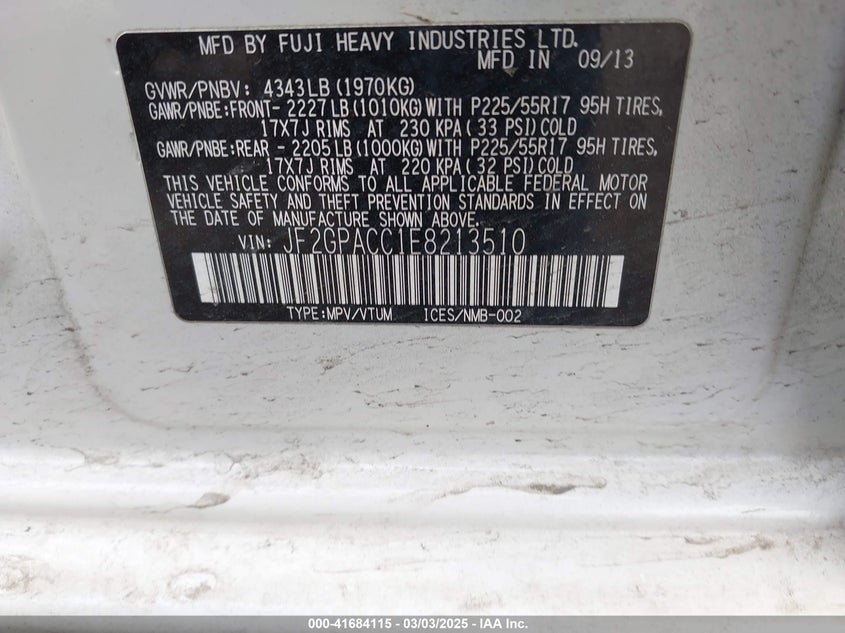 MFD BY FUJI HEAVY INDUSTRIES LTD.
MFD IN 09/13
GVWR/PNBV: 4343LB (1970KG)
GAWR/PNBE:FRONT- 2227LB (1010KG) WITH P225/55R17 95H TIRES,
17X7J RIMS AT 230 KPA( 33 PSI) COLD
GAWR/PNBE:REAR - 2205LB (1000KG) WITH P225/55R17 95H TIRES,
17X7J RIMS AT 220 KPA( 32 PSI) COLD
THIS VEHICLE CONFORMS TO ALL APPLICABLE FEDERAL MOTOR
VEHICLE SAFETY AND THEFT PREVENTION STANDARDS IN EFFECT ON
THE DATE OF MANUFACTURE SHOWN ABOVE.
VIN: JF2GPACC1E8213510
TYPE:MPV/VTUM ICES/NMB-002
000-41684115 - 03/03/2025 - IAA Inc.